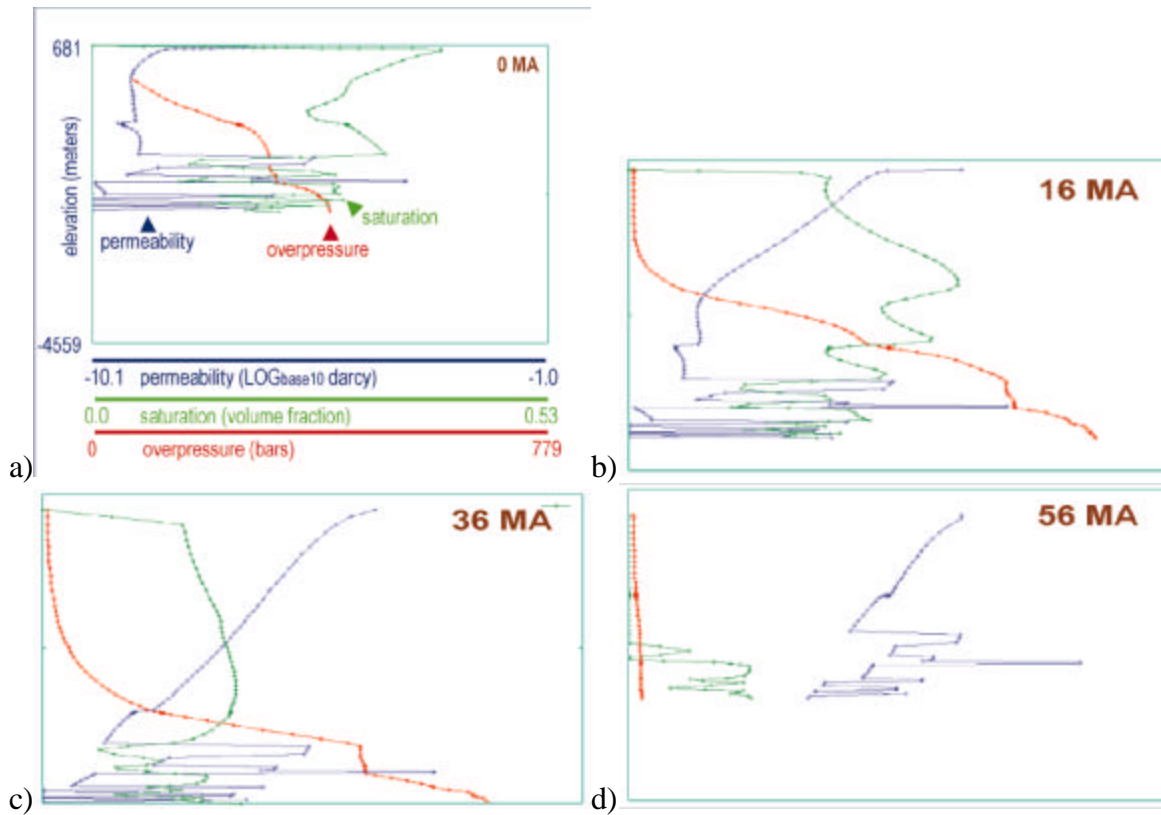 681
0 MA
elevation (meters)
saturation
permeability
overpressure
-4559
-10.1 permeability (LOGbase10 darcy) -1.0
0.0 saturation (volume fraction) 0.53
0 overpressure (bars) 779
a)
16 MA
b)
36 MA
c)
56 MA
d)